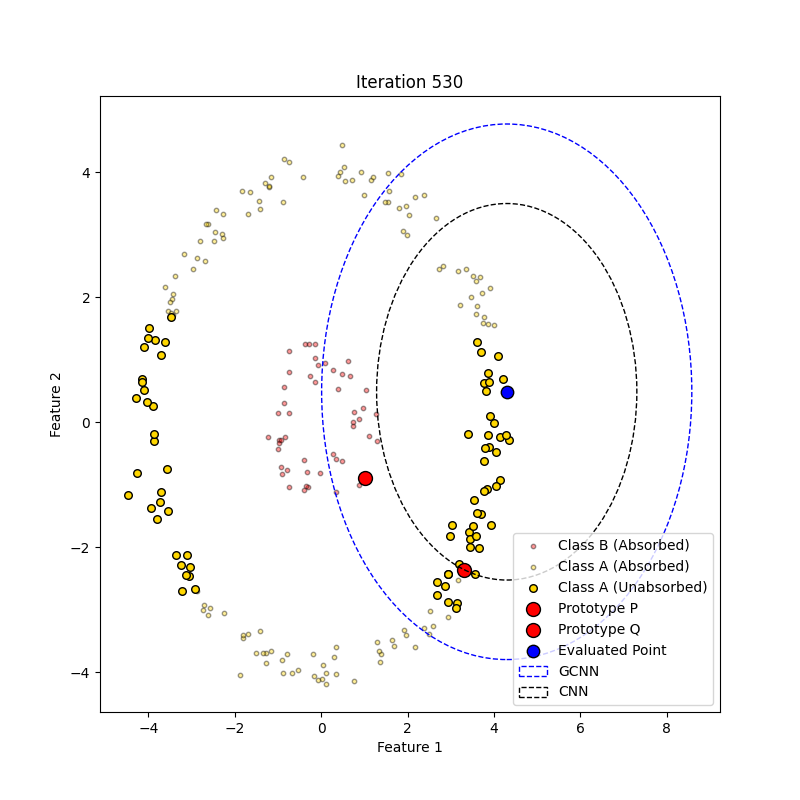 Iteration 530
Feature 2
4
2
0
−2
−4
−4
−2
0
2
4
6
8
Feature 1
Class B (Absorbed)
Class A (Absorbed)
Class A (Unabsorbed)
Prototype P
Prototype Q
Evaluated Point
GCNN
CNN